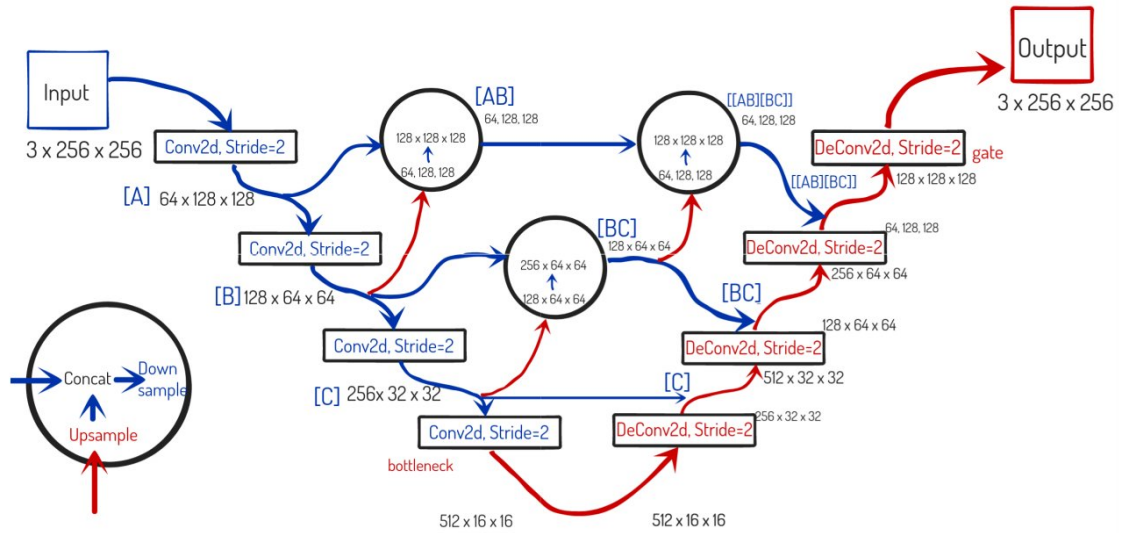 Input
3 x 256 x 256
Conv2d, Stride=2
[A] 64 x 128 x 128
Conv2d, Stride=2
[B] 128 x 64 x 64
Conv2d, Stride=2
[C] 256x 32 x 32
Conv2d, Stride=2
bottleneck
512 x 16 x 16
512 x 16 x 16
[AB]
64, 128, 128
128 x 128 x 128
64, 128, 128
[BC]
128 x 64 x 64
256 x 64 x 64
128 x 64 x 64
[[AB][BC]]
64, 128, 128
128 x 128 x 128
64, 128, 128
[C]
DeConv2d, Stride=2
256 x 32 x 32
512 x 32 x 32
[BC]
DeConv2d, Stride=2
128 x 64 x 64
256 x 64 x 64
DeConv2d, Stride=2
64, 128, 128
[[AB][BC]]
128 x 128 x 128
DeConv2d, Stride=2
gate
Output
3 x 256 x 256
Concat
Down
sample
Upsample